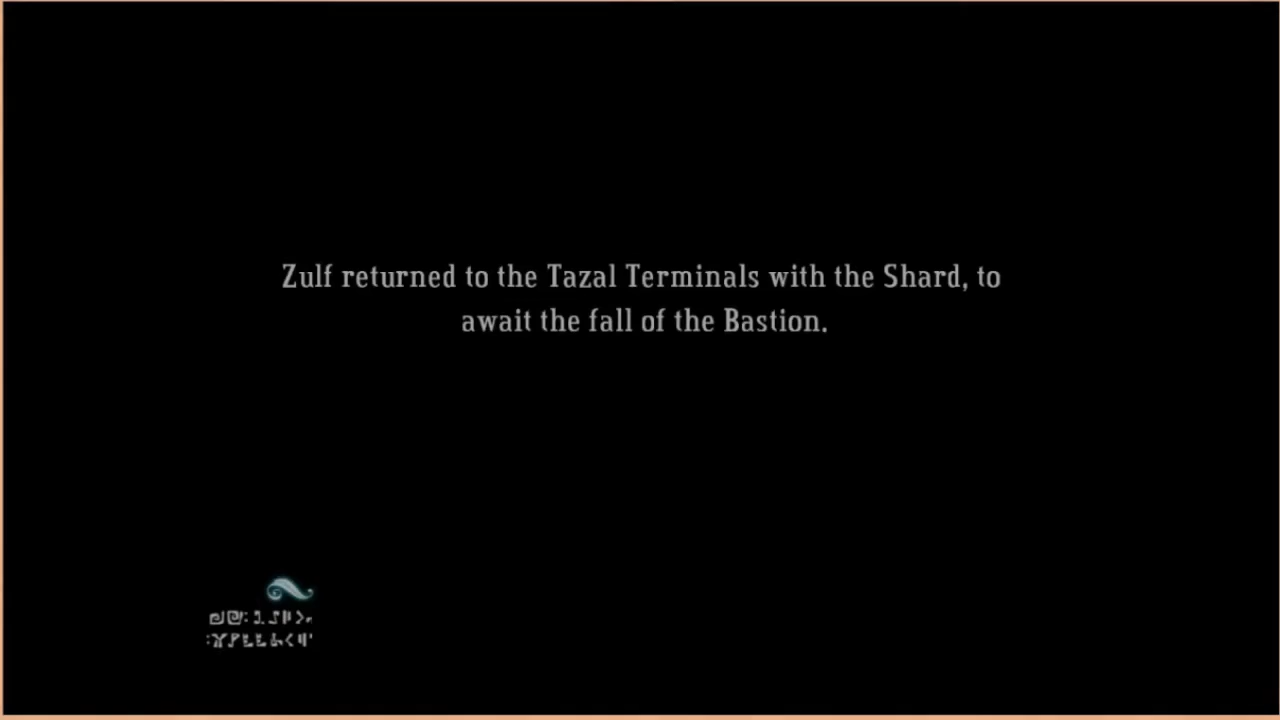 Zulf returned to the Tazal Terminals with the Shard, to
await the fall of the Bastion.